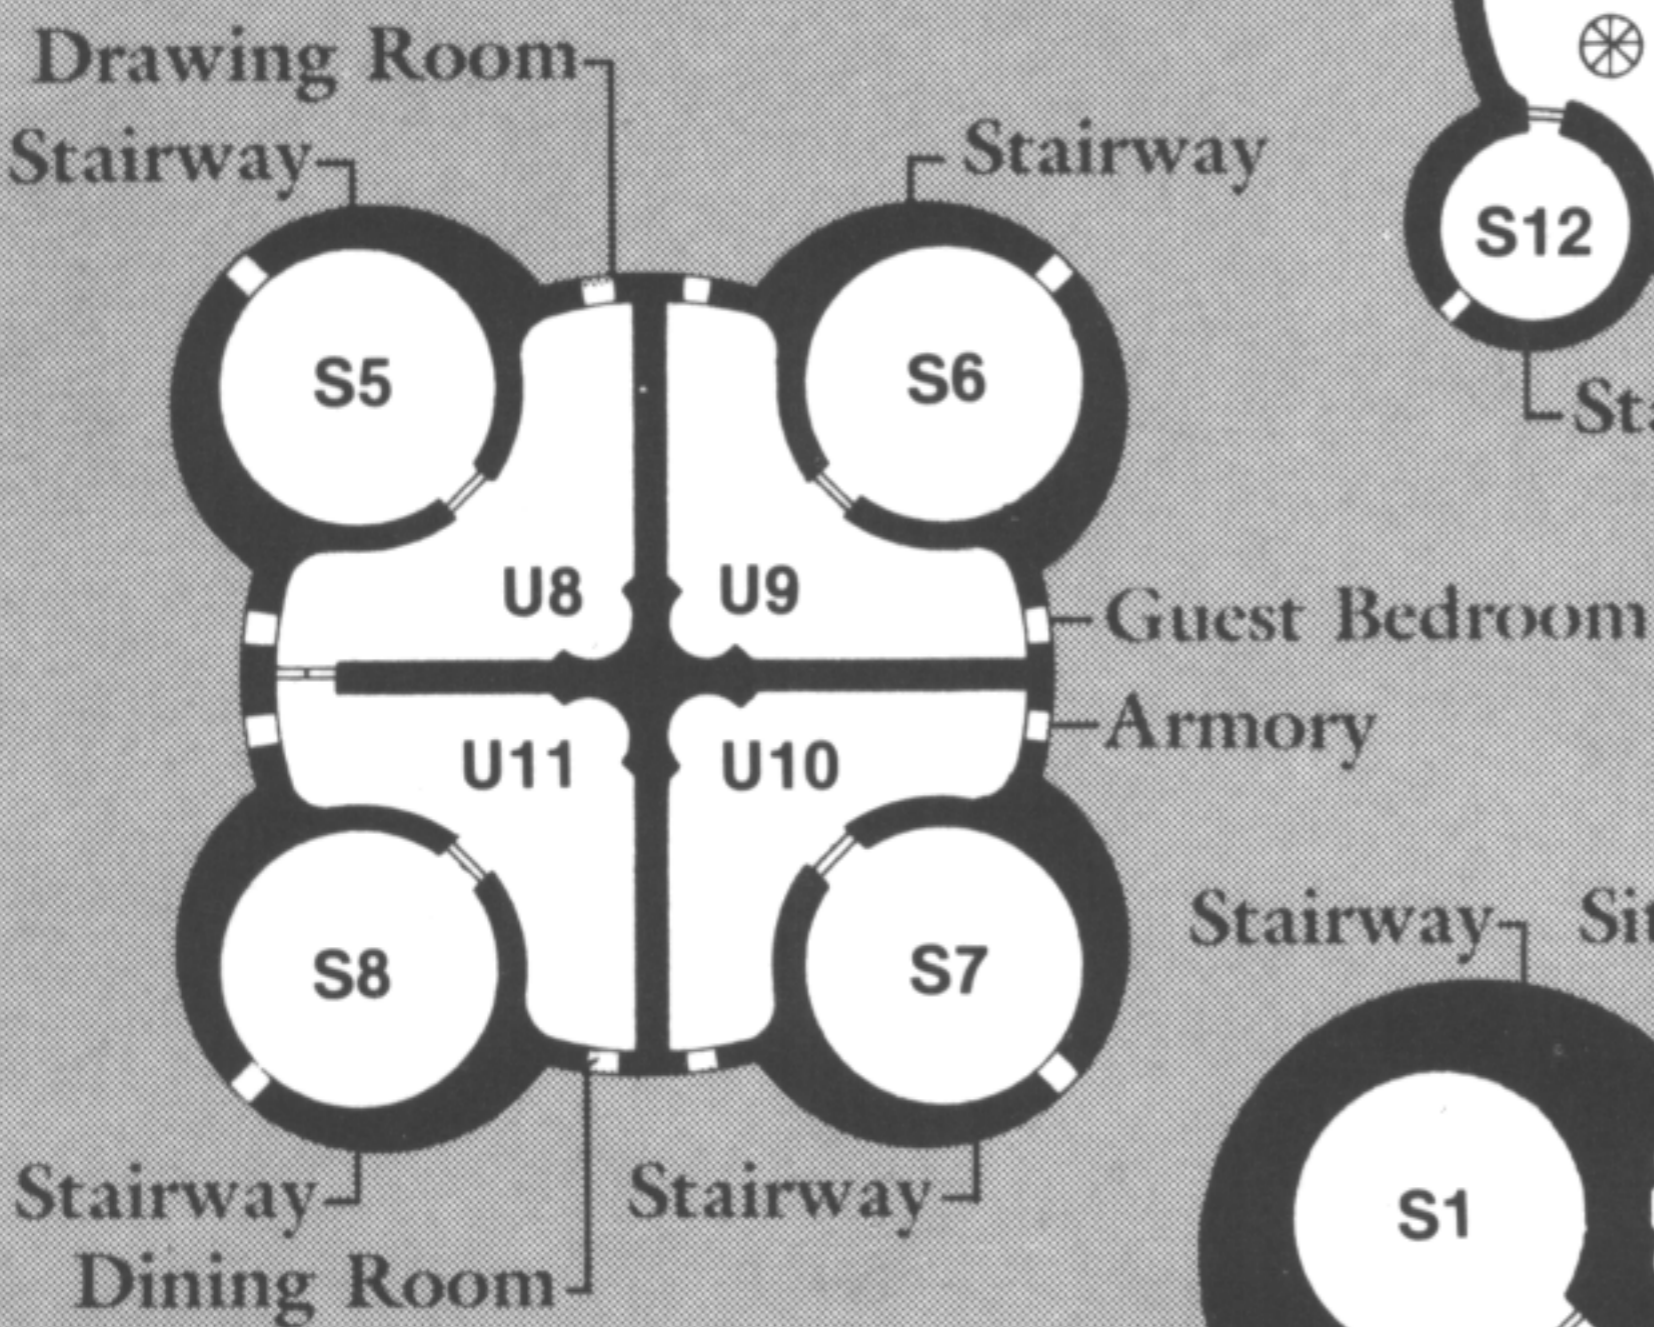 Drawing Room
Stairway
Stairway
S12
S5
S6
U8
U9
Guest Bedroom
Armory
U11
U10
Stairway
S8
S7
S1
Stairway
Stairway
Dining Room